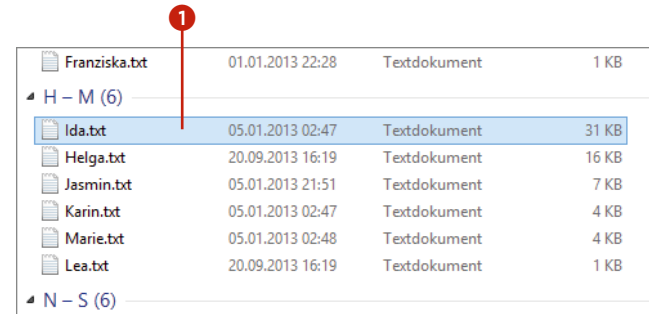 1
Franziska.txt 01.01.2013 22:28 Textdokument 1 KB
H – M (6)
Ida.txt 05.01.2013 02:47 Textdokument 31 KB
Helga.txt 20.09.2013 16:19 Textdokument 16 KB
Jasmin.txt 05.01.2013 21:51 Textdokument 7 KB
Karin.txt 05.01.2013 02:47 Textdokument 4 KB
Marie.txt 05.01.2013 02:48 Textdokument 4 KB
Lea.txt 20.09.2013 16:19 Textdokument 1 KB
N – S (6)